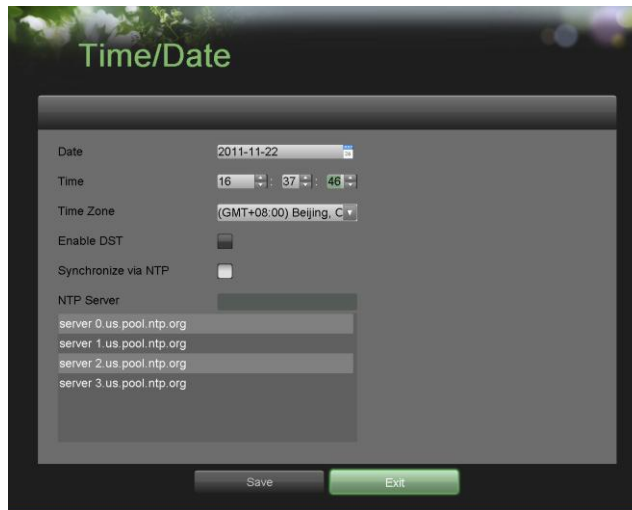 Time/Date
Date 2011-11-22
Time 16 : 37 : 46
Time Zone (GMT+08:00) Beijing, C
Enable DST
Synchronize via NTP
NTP Server
server 0.us.pool.ntp.org
server 1.us.pool.ntp.org
server 2.us.pool.ntp.org
server 3.us.pool.ntp.org
Save Exit